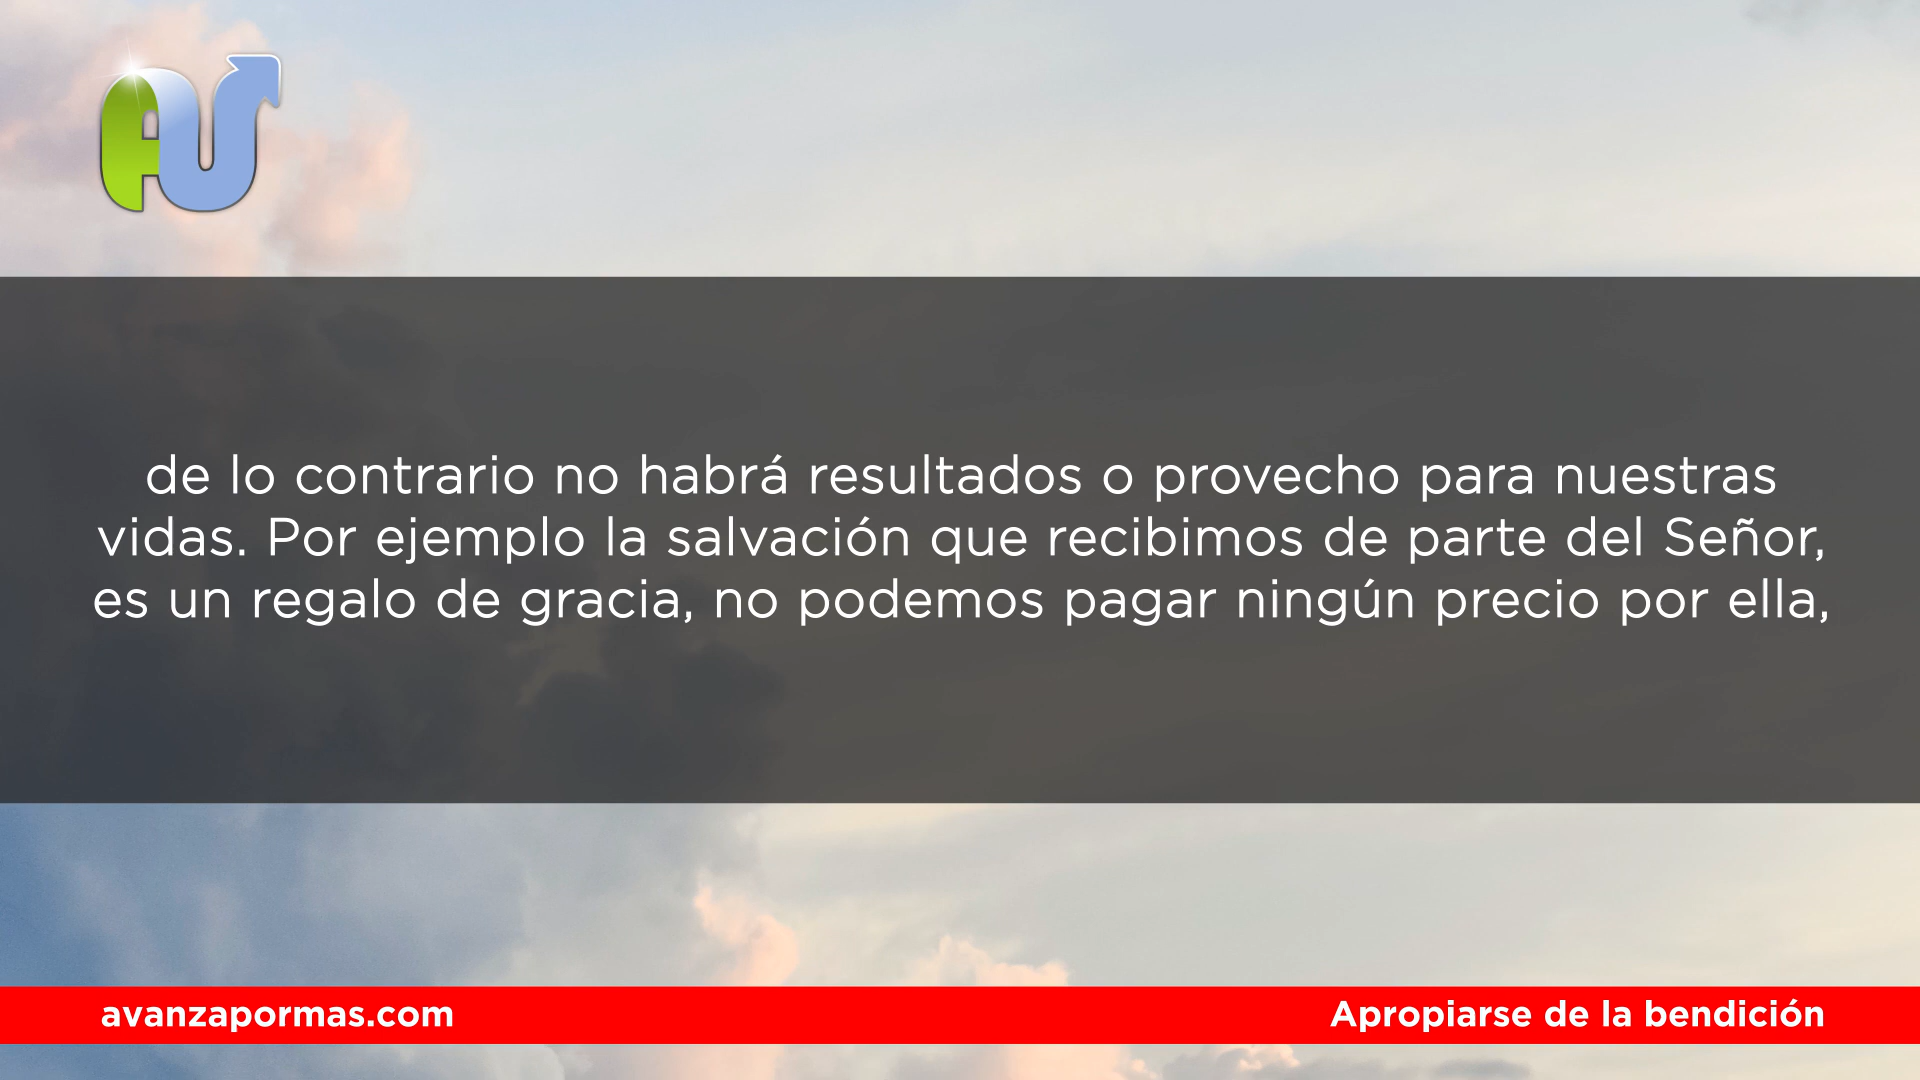 de lo contrario no habrá resultados o provecho para nuestras
vidas. Por ejemplo la salvación que recibimos de parte del Señor,
es un regalo de gracia, no podemos pagar ningún precio por ella,
avanzapormas.com
Apropiarse de la bendición